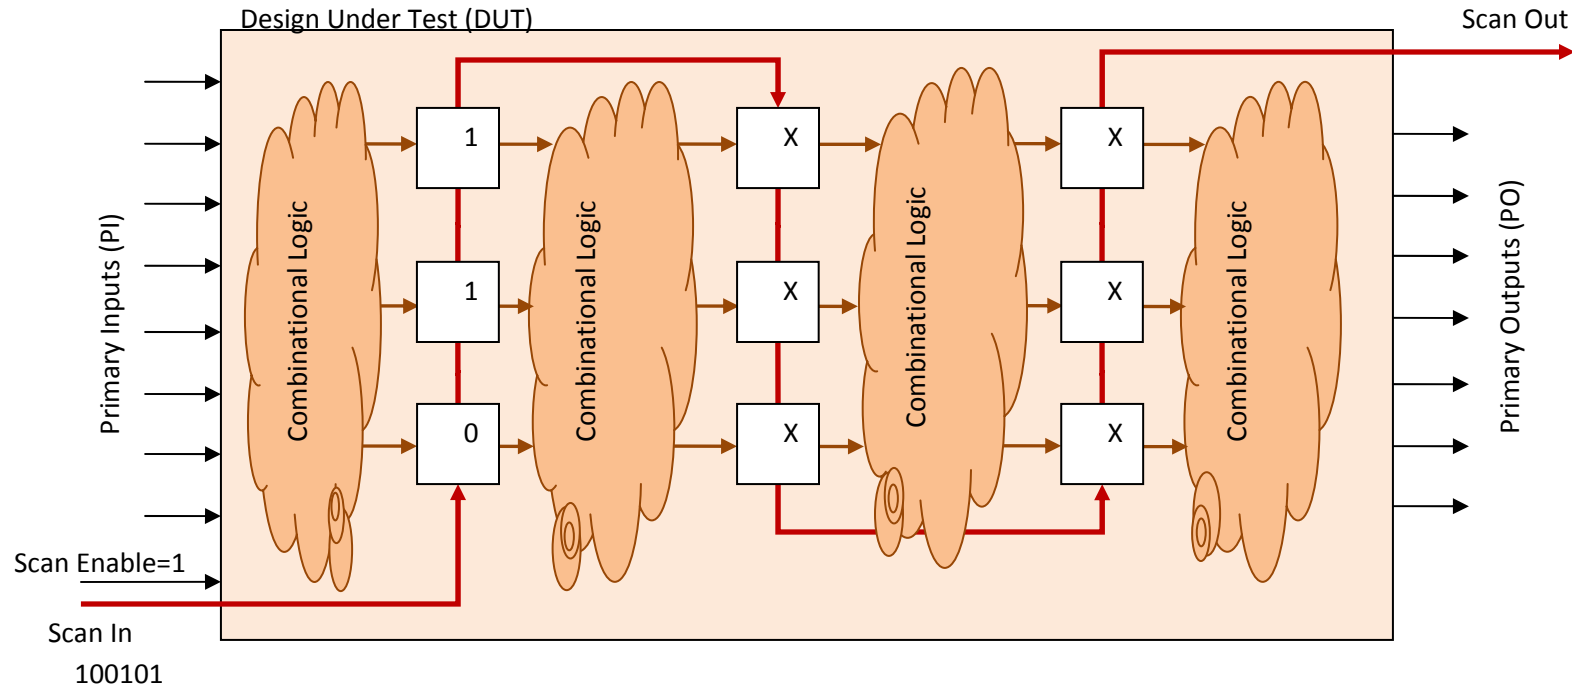 Design Under Test (DUT)
Scan Out
1
X
X
Primary Inputs (PI)
Combinational Logic
Combinational Logic
Combinational Logic
Combinational Logic
Primary Outputs (PO)
1
X
X
0
X
X
Scan Enable=1
Scan In
100101